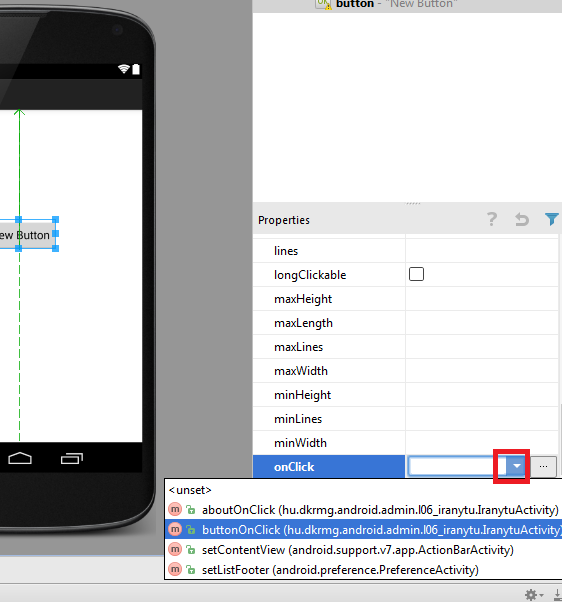 button - "New Button"
ew Button
Properties
?
lines
longClickable
maxHeight
maxLength
maxLines
maxWidth
minHeight
minLines
minWidth
onClick
...
<unset>
m aboutOnClick (hu.dkrmg.android.admin.l06_iranytu.IranytuActivity)
m buttonOnClick (hu.dkrmg.android.admin.l06_iranytu.IranytuActivity)
m setContentView (android.support.v7.app.ActionBarActivity)
m setListFooter (android.preference.PreferenceActivity)